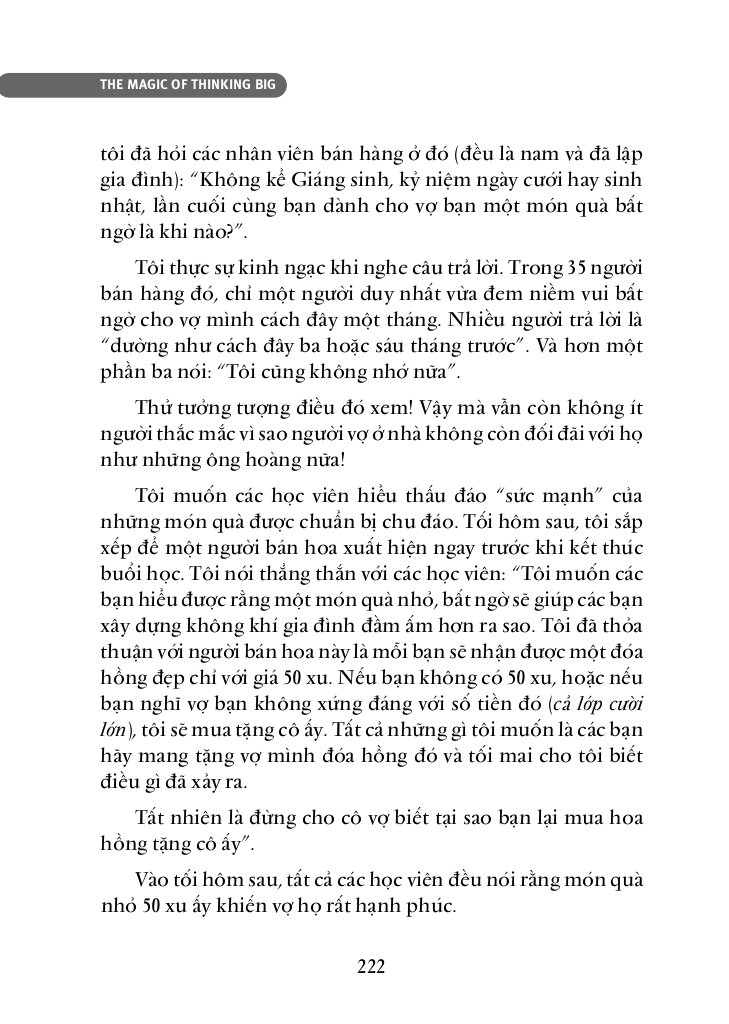 THE MAGIC OF THINKING BIG
tôi đã hỏi các nhân viên bán hàng ở đó (đều là nam và đã lập
gia đình): “Không kể Giáng sinh, kỷ niệm ngày cưới hay sinh
nhật, lần cuối cùng bạn dành cho vợ bạn một món quà bất
ngờ là khi nào?”.
Tôi thực sự kinh ngạc khi nghe câu trả lời. Trong 35 người
bán hàng đó, chỉ một người duy nhất vừa đem niềm vui bất
ngờ cho vợ mình cách đây một tháng. Nhiều người trả lời là
“dường như cách đây ba hoặc sáu tháng trước”. Và hơn một
phần ba nói: “Tôi cũng không nhớ nữa”.
Thử tưởng tượng điều đó xem! Vậy mà vẫn còn không ít
người thắc mắc vì sao người vợ ở nhà không còn đối đãi với họ
như những ông hoàng nữa!
Tôi muốn các học viên hiểu thấu đáo “sức mạnh” của
những món quà được chuẩn bị chu đáo. Tối hôm sau, tôi sắp
xếp để một người bán hoa xuất hiện ngay trước khi kết thúc
buổi học. Tôi nói thẳng thắn với các học viên: “Tôi muốn các
bạn hiểu được rằng một món quà nhỏ, bất ngờ sẽ giúp các bạn
xây dựng không khí gia đình đầm ấm hơn ra sao. Tôi đã thỏa
thuận với người bán hoa này là mỗi bạn sẽ nhận được một đóa
hồng đẹp chỉ với giá 50 xu. Nếu bạn không có 50 xu, hoặc nếu
bạn nghĩ vợ bạn không xứng đáng với số tiền đó (cả lớp cười
lớn), tôi sẽ mua tặng cô ấy. Tất cả những gì tôi muốn là các bạn
hãy mang tặng vợ mình đóa hồng đó và tối mai cho tôi biết
điều gì đã xảy ra.
Tất nhiên là đừng cho cô vợ biết tại sao bạn lại mua hoa
hồng tặng cô ấy”.
Vào tối hôm sau, tất cả các học viên đều nói rằng món quà
nhỏ 50 xu ấy khiến vợ họ rất hạnh phúc.
222